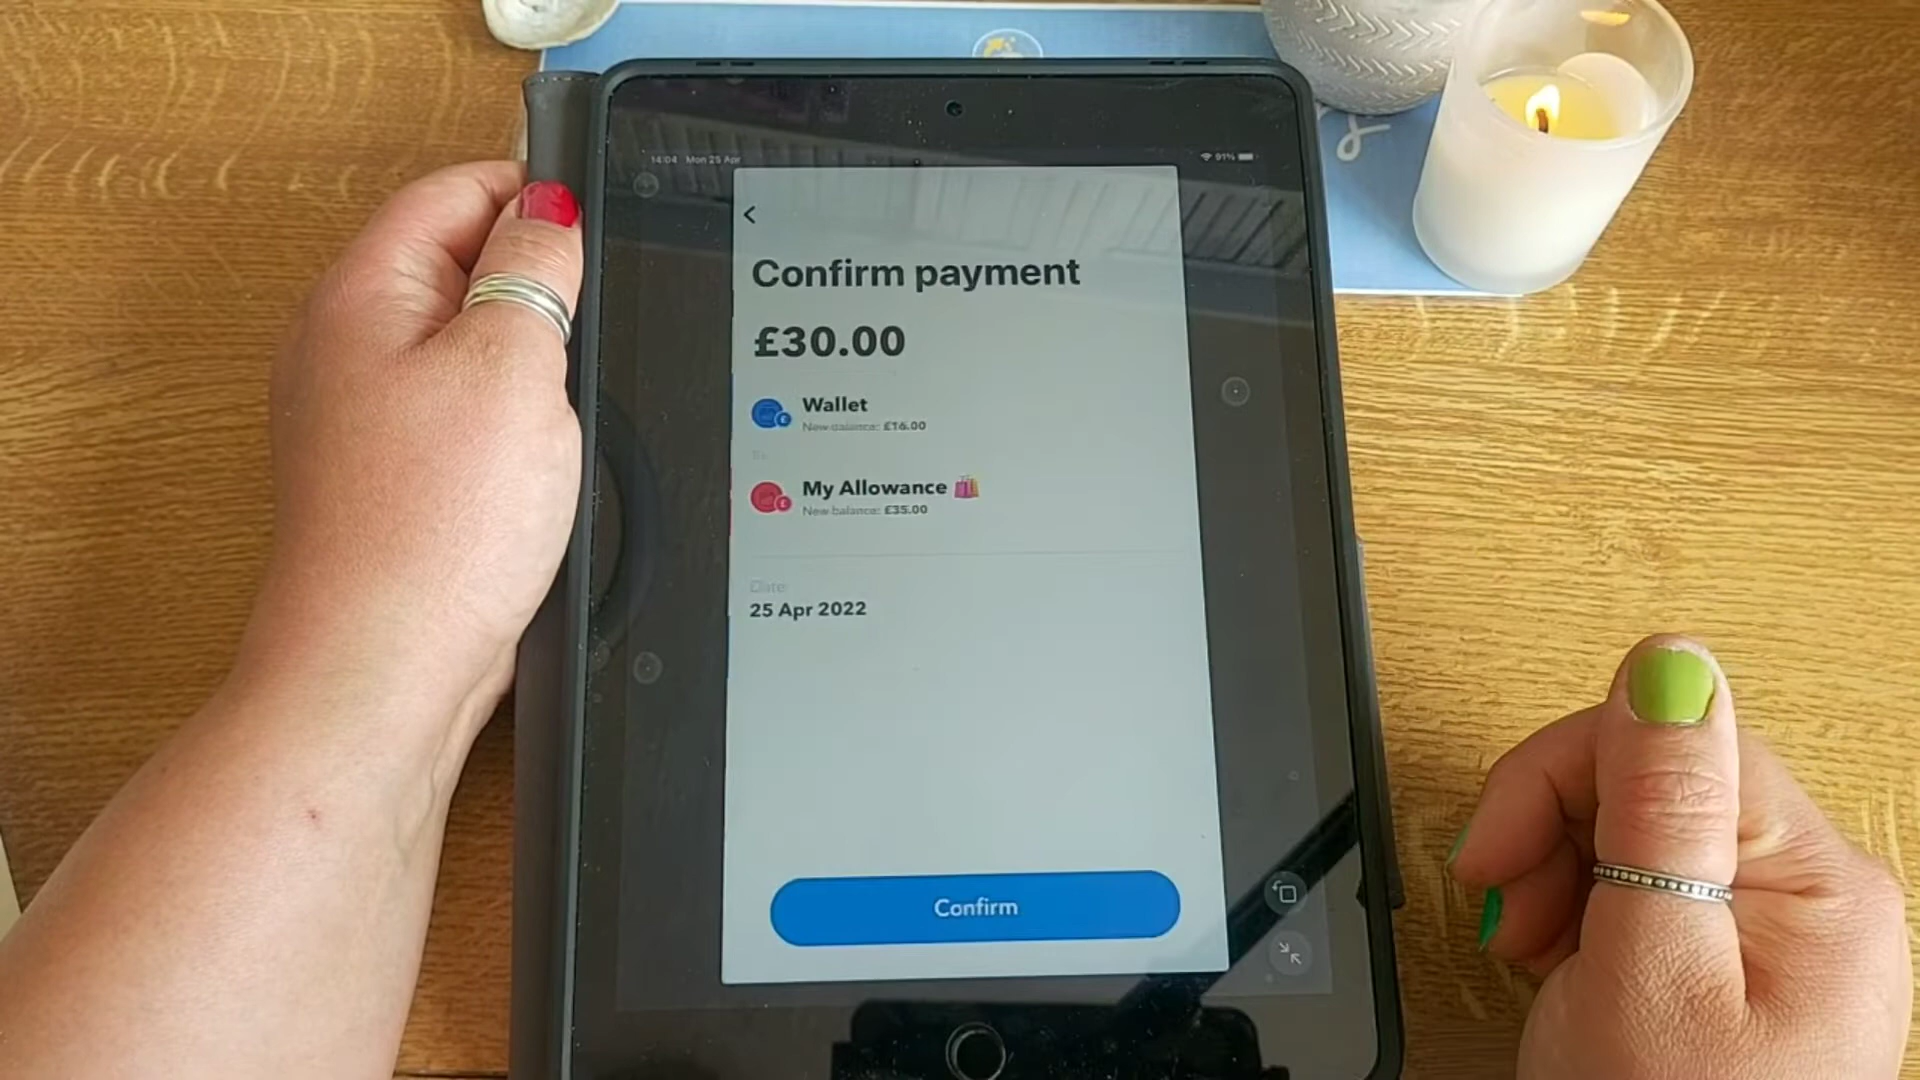 14:04 Mon 25 Apr
91%
Confirm payment
£30.00
Wallet
New balance: £16.00
To
My Allowance 🛍️
New balance: £35.00
Date
25 Apr 2022
Confirm